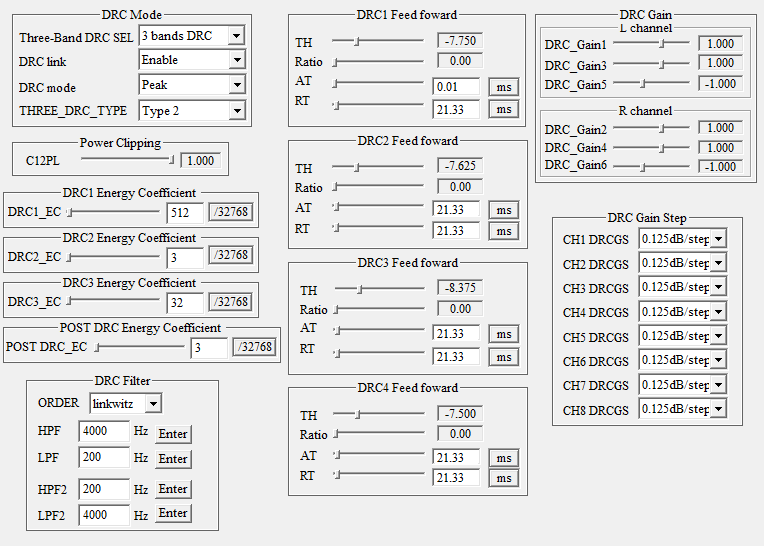 DRC Mode
Three-Band DRC SEL 3 bands DRC
DRC link Enable
DRC mode Peak
THREE_DRC_TYPE Type 2
Power Clipping
C12PL 1.000
DRC1 Energy Coefficient
DRC1_EC 512 /32768
DRC2 Energy Coefficient
DRC2_EC 3 /32768
DRC3 Energy Coefficient
DRC3_EC 32 /32768
POST DRC Energy Coefficient
POST DRC_EC 3 /32768
DRC Filter
ORDER linkwitz
HPF 4000 Hz Enter
LPF 200 Hz Enter
HPF2 200 Hz Enter
LPF2 4000 Hz Enter
DRC1 Feed foward
TH -7.750
Ratio 0.00
AT 0.01 ms
RT 21.33 ms
DRC2 Feed foward
TH -7.625
Ratio 0.00
AT 21.33 ms
RT 21.33 ms
DRC3 Feed foward
TH -8.375
Ratio 0.00
AT 21.33 ms
RT 21.33 ms
DRC4 Feed foward
TH -7.500
Ratio 0.00
AT 21.33 ms
RT 21.33 ms
DRC Gain
L channel
DRC_Gain1 1.000
DRC_Gain3 1.000
DRC_Gain5 -1.000
R channel
DRC_Gain2 1.000
DRC_Gain4 1.000
DRC_Gain6 -1.000
DRC Gain Step
CH1 DRCGS 0.125dB/step
CH2 DRCGS 0.125dB/step
CH3 DRCGS 0.125dB/step
CH4 DRCGS 0.125dB/step
CH5 DRCGS 0.125dB/step
CH6 DRCGS 0.125dB/step
CH7 DRCGS 0.125dB/step
CH8 DRCGS 0.125dB/step